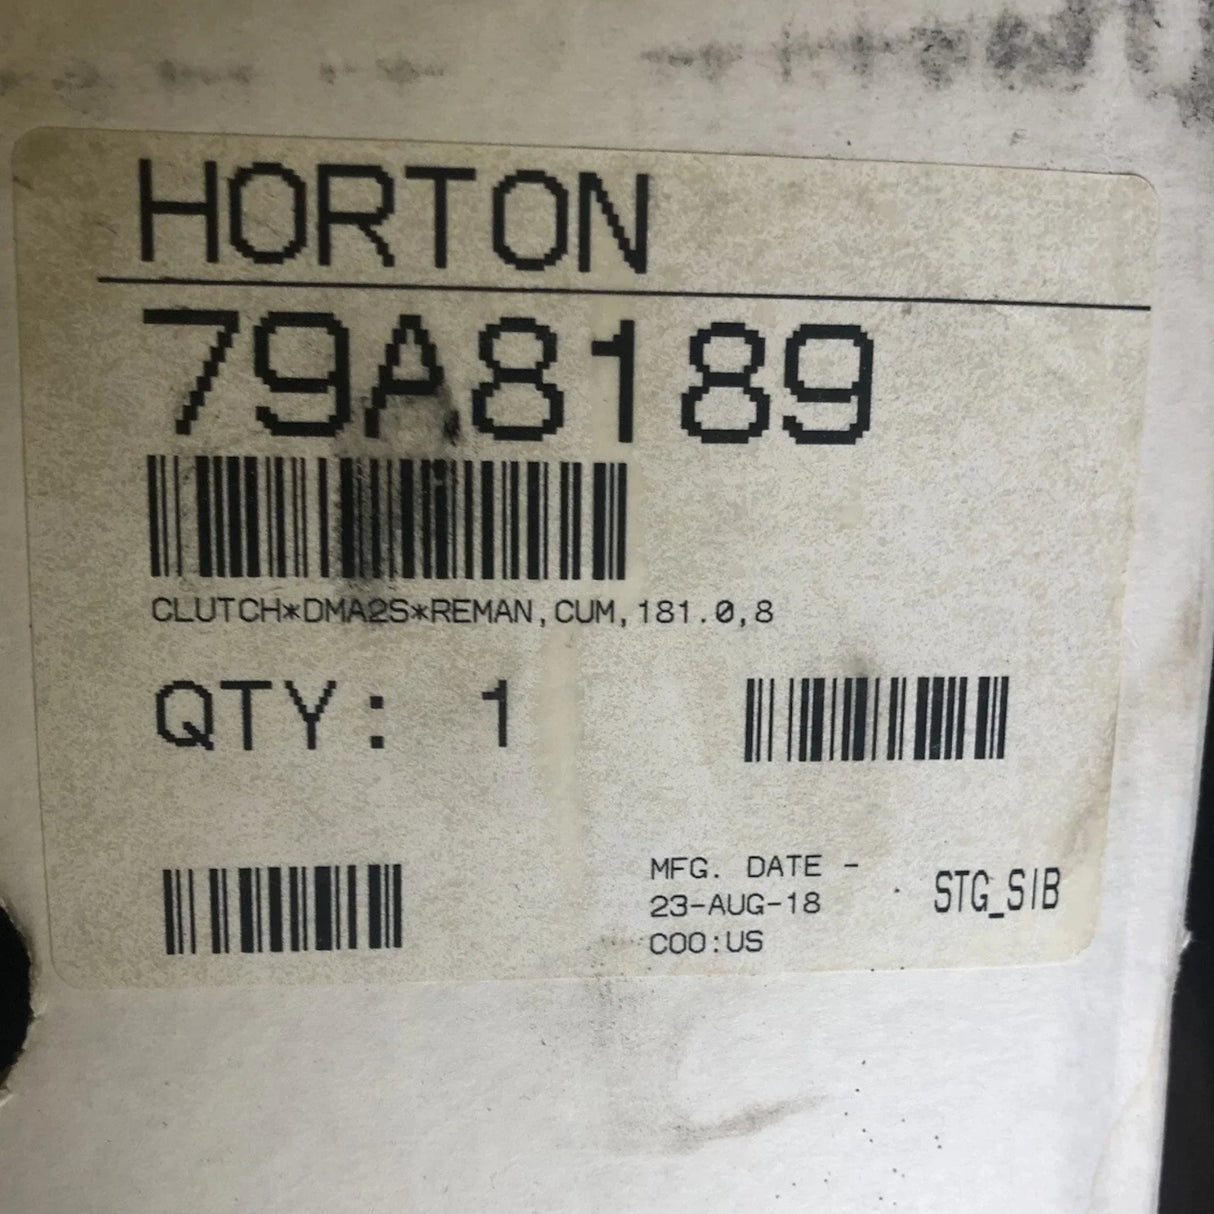 HORTON
79A8189
CLUTCH*DMA2S*REMAN,CUM,181.0,8
QTY: 1
MFG. DATE -
23-AUG-18
COO:US
STG_SIB